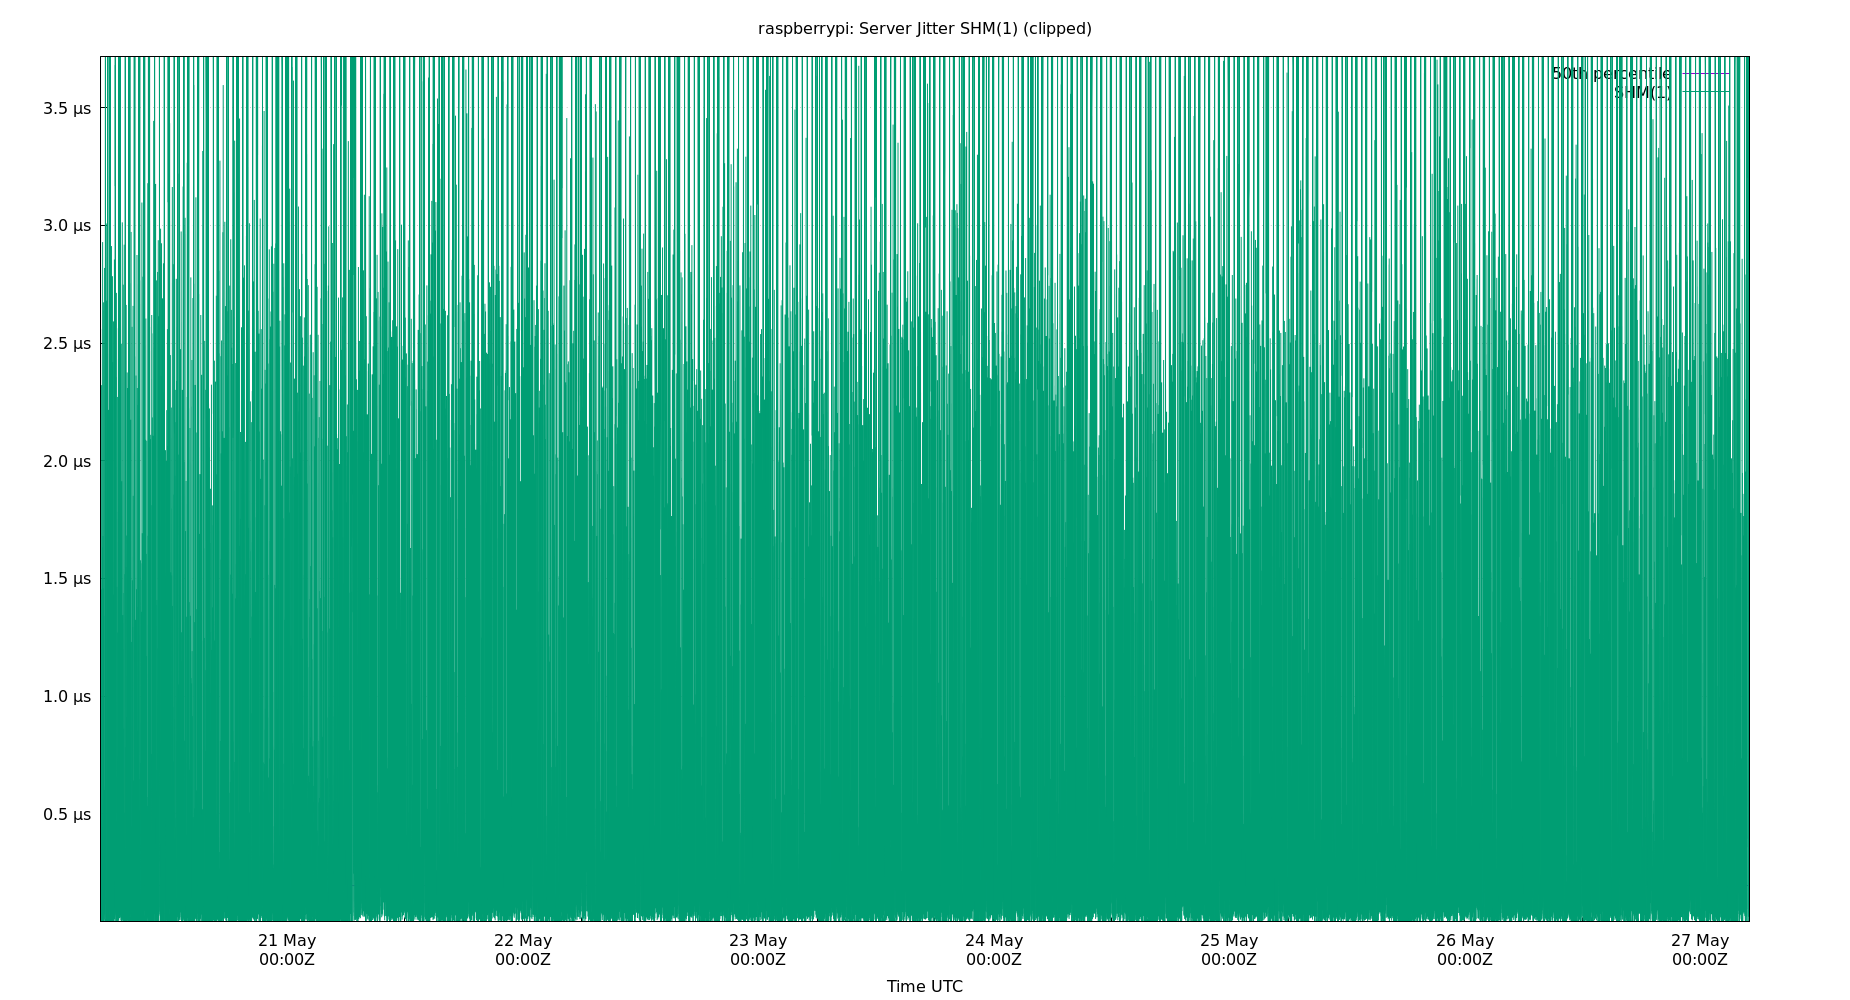 raspberrypi: Server Jitter SHM(1) (clipped)
50th percentile
SHM(1)
3.5 µs
3.0 µs
2.5 µs
2.0 µs
1.5 µs
1.0 µs
0.5 µs
21 May 22 May 23 May 24 May 25 May 26 May 27 May
00:00Z 00:00Z 00:00Z 00:00Z 00:00Z 00:00Z 00:00Z
Time UTC